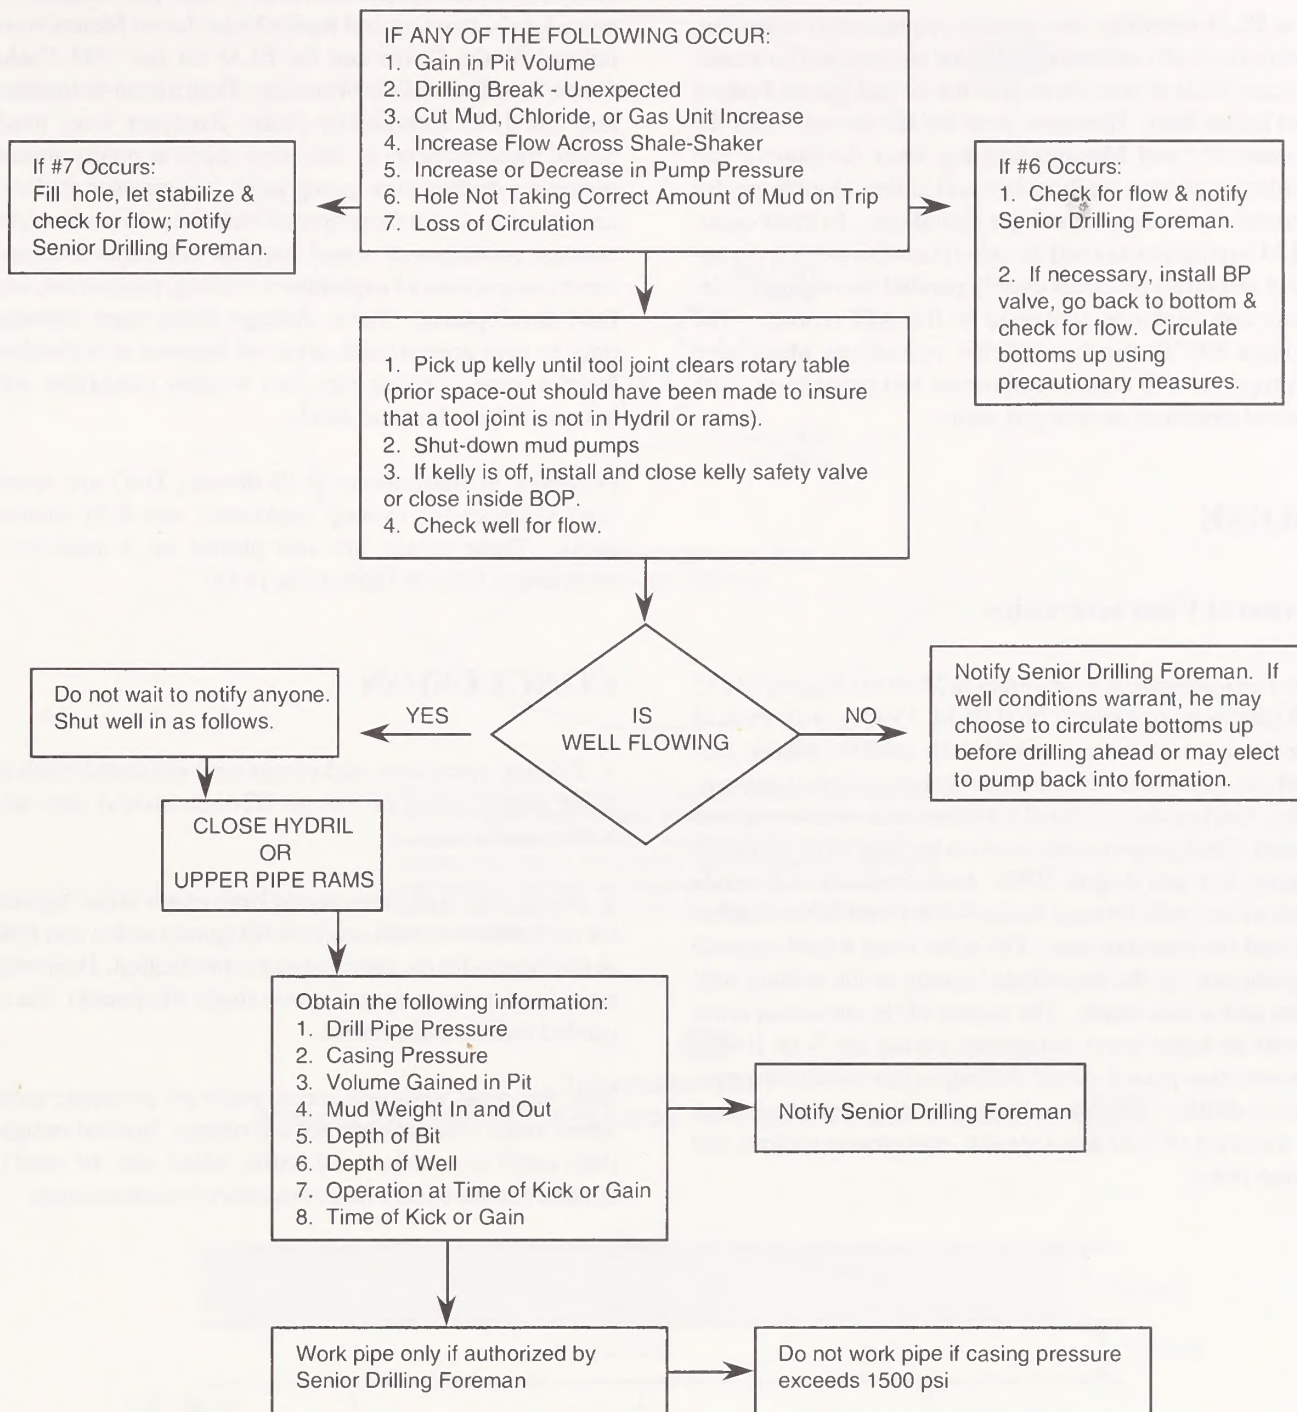 IF ANY OF THE FOLLOWING OCCUR:
1. Gain in Pit Volume
2. Drilling Break - Unexpected
3. Cut Mud, Chloride, or Gas Unit Increase
4. Increase Flow Across Shale-Shaker
5. Increase or Decrease in Pump Pressure
6. Hole Not Taking Correct Amount of Mud on Trip
7. Loss of Circulation
If #7 Occurs:
Fill hole, let stabilize &
check for flow; notify
Senior Drilling Foreman.
If #6 Occurs:
1. Check for flow & notify
Senior Drilling Foreman.
2. If necessary, install BP
valve, go back to bottom &
check for flow. Circulate
bottoms up using
precautionary measures.
1. Pick up kelly until tool joint clears rotary table
(prior space-out should have been made to insure
that a tool joint is not in Hydril or rams).
2. Shut-down mud pumps
3. If kelly is off, install and close kelly safety valve
or close inside BOP.
4. Check well for flow.
IS
WELL FLOWING
YES
NO
Do not wait to notify anyone.
Shut well in as follows.
Notify Senior Drilling Foreman. If
well conditions warrant, he may
choose to circulate bottoms up
before drilling ahead or may elect
to pump back into formation.
CLOSE HYDRIL
OR
UPPER PIPE RAMS
Obtain the following information:
1. Drill Pipe Pressure
2. Casing Pressure
3. Volume Gained in Pit
4. Mud Weight In and Out
5. Depth of Bit
6. Depth of Well
7. Operation at Time of Kick or Gain
8. Time of Kick or Gain
Notify Senior Drilling Foreman
Work pipe only if authorized by
Senior Drilling Foreman
Do not work pipe if casing pressure
exceeds 1500 psi